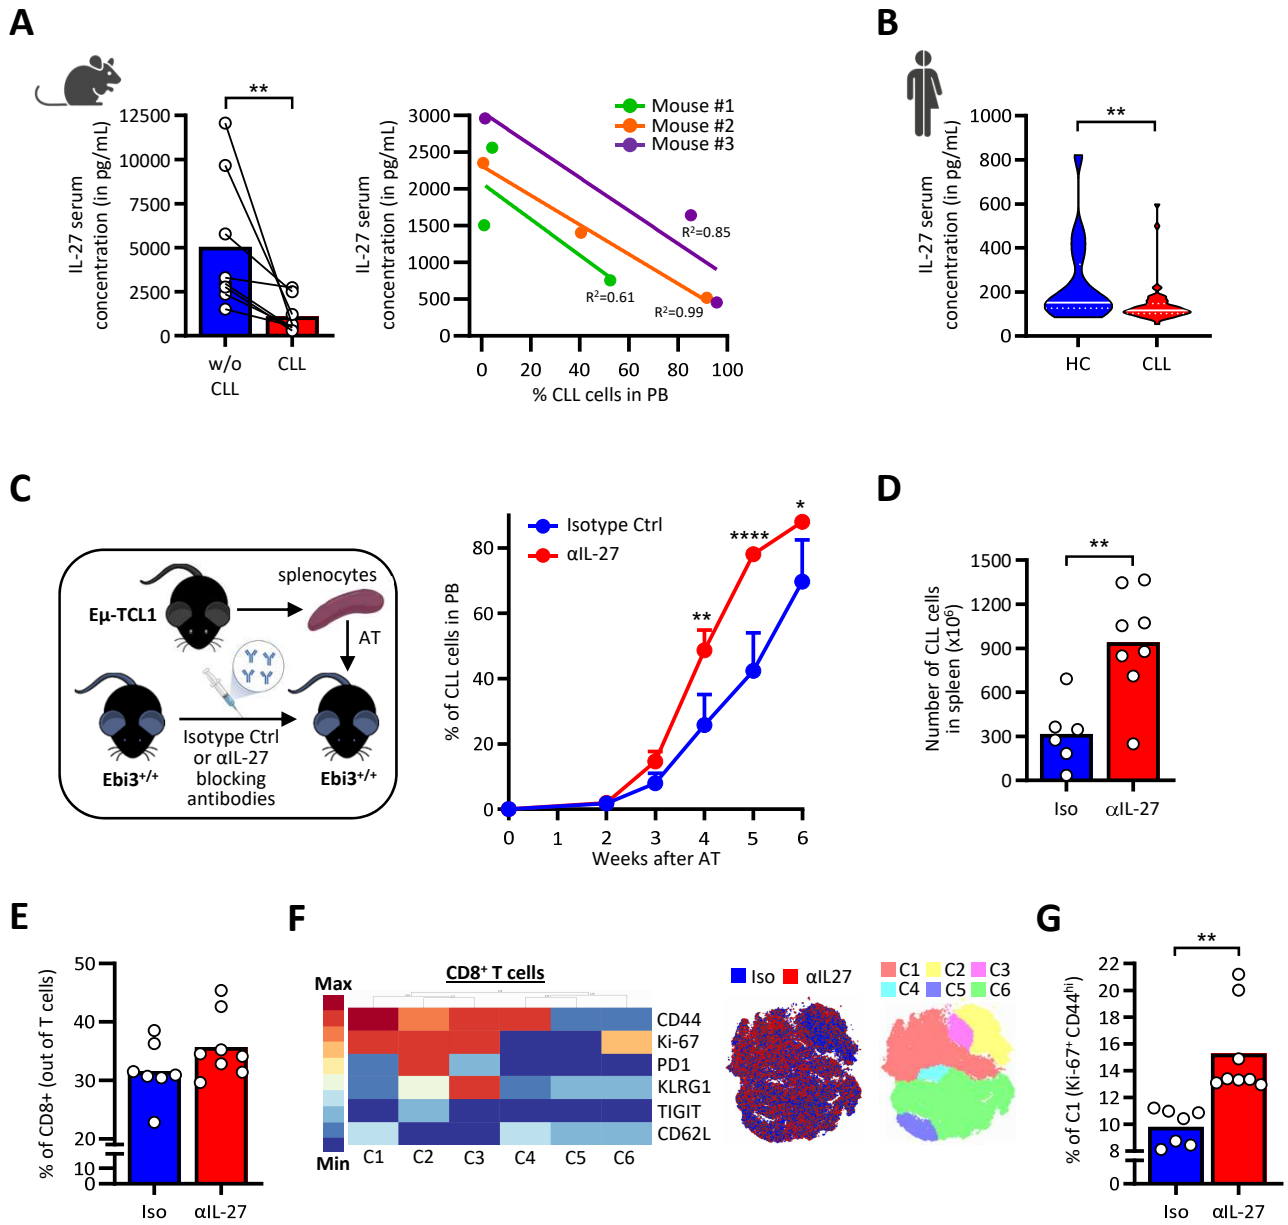 A
IL-27 serum
concentration (in pg/mL)
12500
10000
7500
5000
2500
0
**
w/o
CLL
CLL
IL-27 serum
concentration (in pg/mL)
3000
2500
2000
1500
1000
500
0
Mouse #1
Mouse #2
Mouse #3
R²=0.85
R²=0.61
R²=0.99
0 20 40 60 80 100
% CLL cells in PB
B
IL-27 serum
concentration (in pg/mL)
1000
800
600
400
200
0
**
HC CLL
C
splenocytes
Eµ-TCL1
AT
Isotype Ctrl
or αIL-27
blocking
antibodies
Ebi3+/+
Ebi3+/+
% of CLL cells in PB
80
60
40
20
0
Isotype Ctrl
αIL-27
**
****
*
0 1 2 3 4 5 6
Weeks after AT
D
Number of CLL cells
in spleen (x10⁶)
1500
1200
900
600
300
0
**
Iso αIL-27
E
% of CD8+ (out of T cells)
50
40
30
20
10
0
Iso αIL-27
F
CD8⁺ T cells
Max
Min
CD44
Ki-67
PD1
KLRG1
TIGIT
CD62L
C1 C2 C3 C4 C5 C6
Iso αIL27
C1 C2 C3
C4 C5 C6
G
% of C1 (Ki-67⁺ CD44ʰⁱ)
22
20
18
16
14
12
10
8
0
**
Iso αIL-27